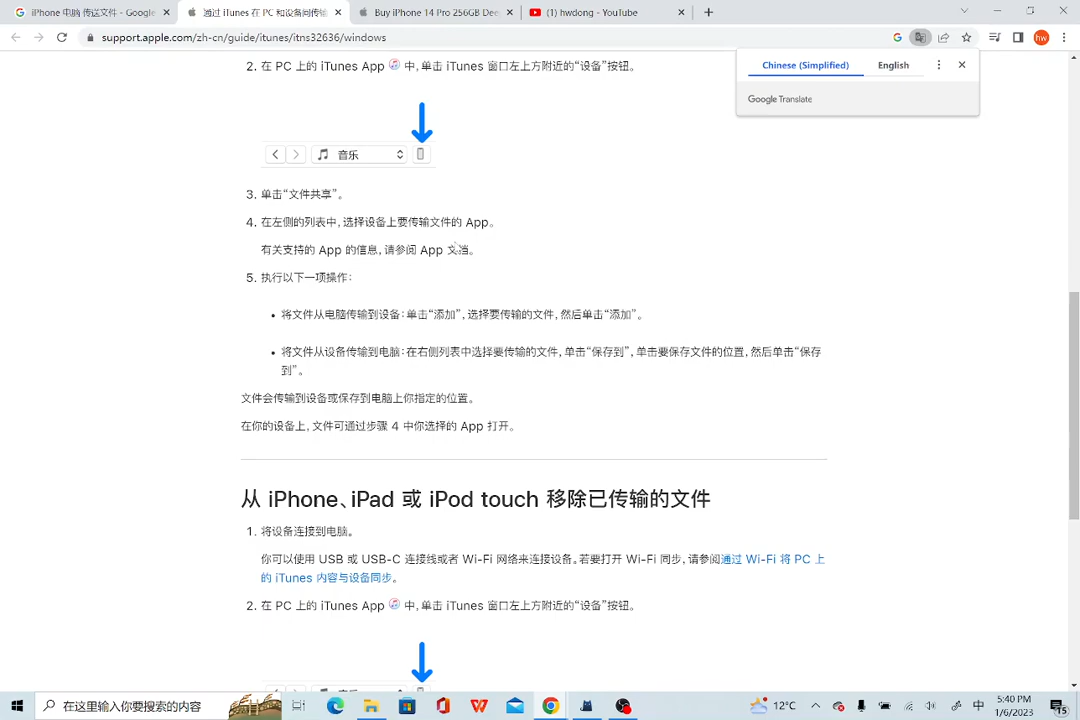 iPhone 电脑 传送文件 - Google
通过 iTunes 在 PC 和设备间传输
Buy iPhone 14 Pro 256GB Dee
(1) hwdong - YouTube
support.apple.com/zh-cn/guide/itunes/itns32636/windows
hw
Chinese (Simplified)
English
Google Translate
2. 在 PC 上的 iTunes App 中，单击 iTunes 窗口左上方附近的“设备”按钮。
音乐
3. 单击“文件共享”。
4. 在左侧的列表中，选择设备上要传输文件的 App。
有关支持的 App 的信息，请参阅 App 文档。
5. 执行以下一项操作：
• 将文件从电脑传输到设备：单击“添加”，选择要传输的文件，然后单击“添加”。
• 将文件从设备传输到电脑：在右侧列表中选择要传输的文件，单击“保存到”，单击要保存文件的位置，然后单击“保存
到”。
文件会传输到设备或保存到电脑上你指定的位置。
在你的设备上，文件可通过步骤 4 中你选择的 App 打开。
从 iPhone、iPad 或 iPod touch 移除已传输的文件
1. 将设备连接到电脑。
你可以使用 USB 或 USB-C 连接线或者 Wi-Fi 网络来连接设备。若要打开 Wi-Fi 同步，请参阅通过 Wi-Fi 将 PC 上
的 iTunes 内容与设备同步。
2. 在 PC 上的 iTunes App 中，单击 iTunes 窗口左上方附近的“设备”按钮。
在这里输入你要搜索的内容
12°C
中
5:40 PM
1/6/2023
15